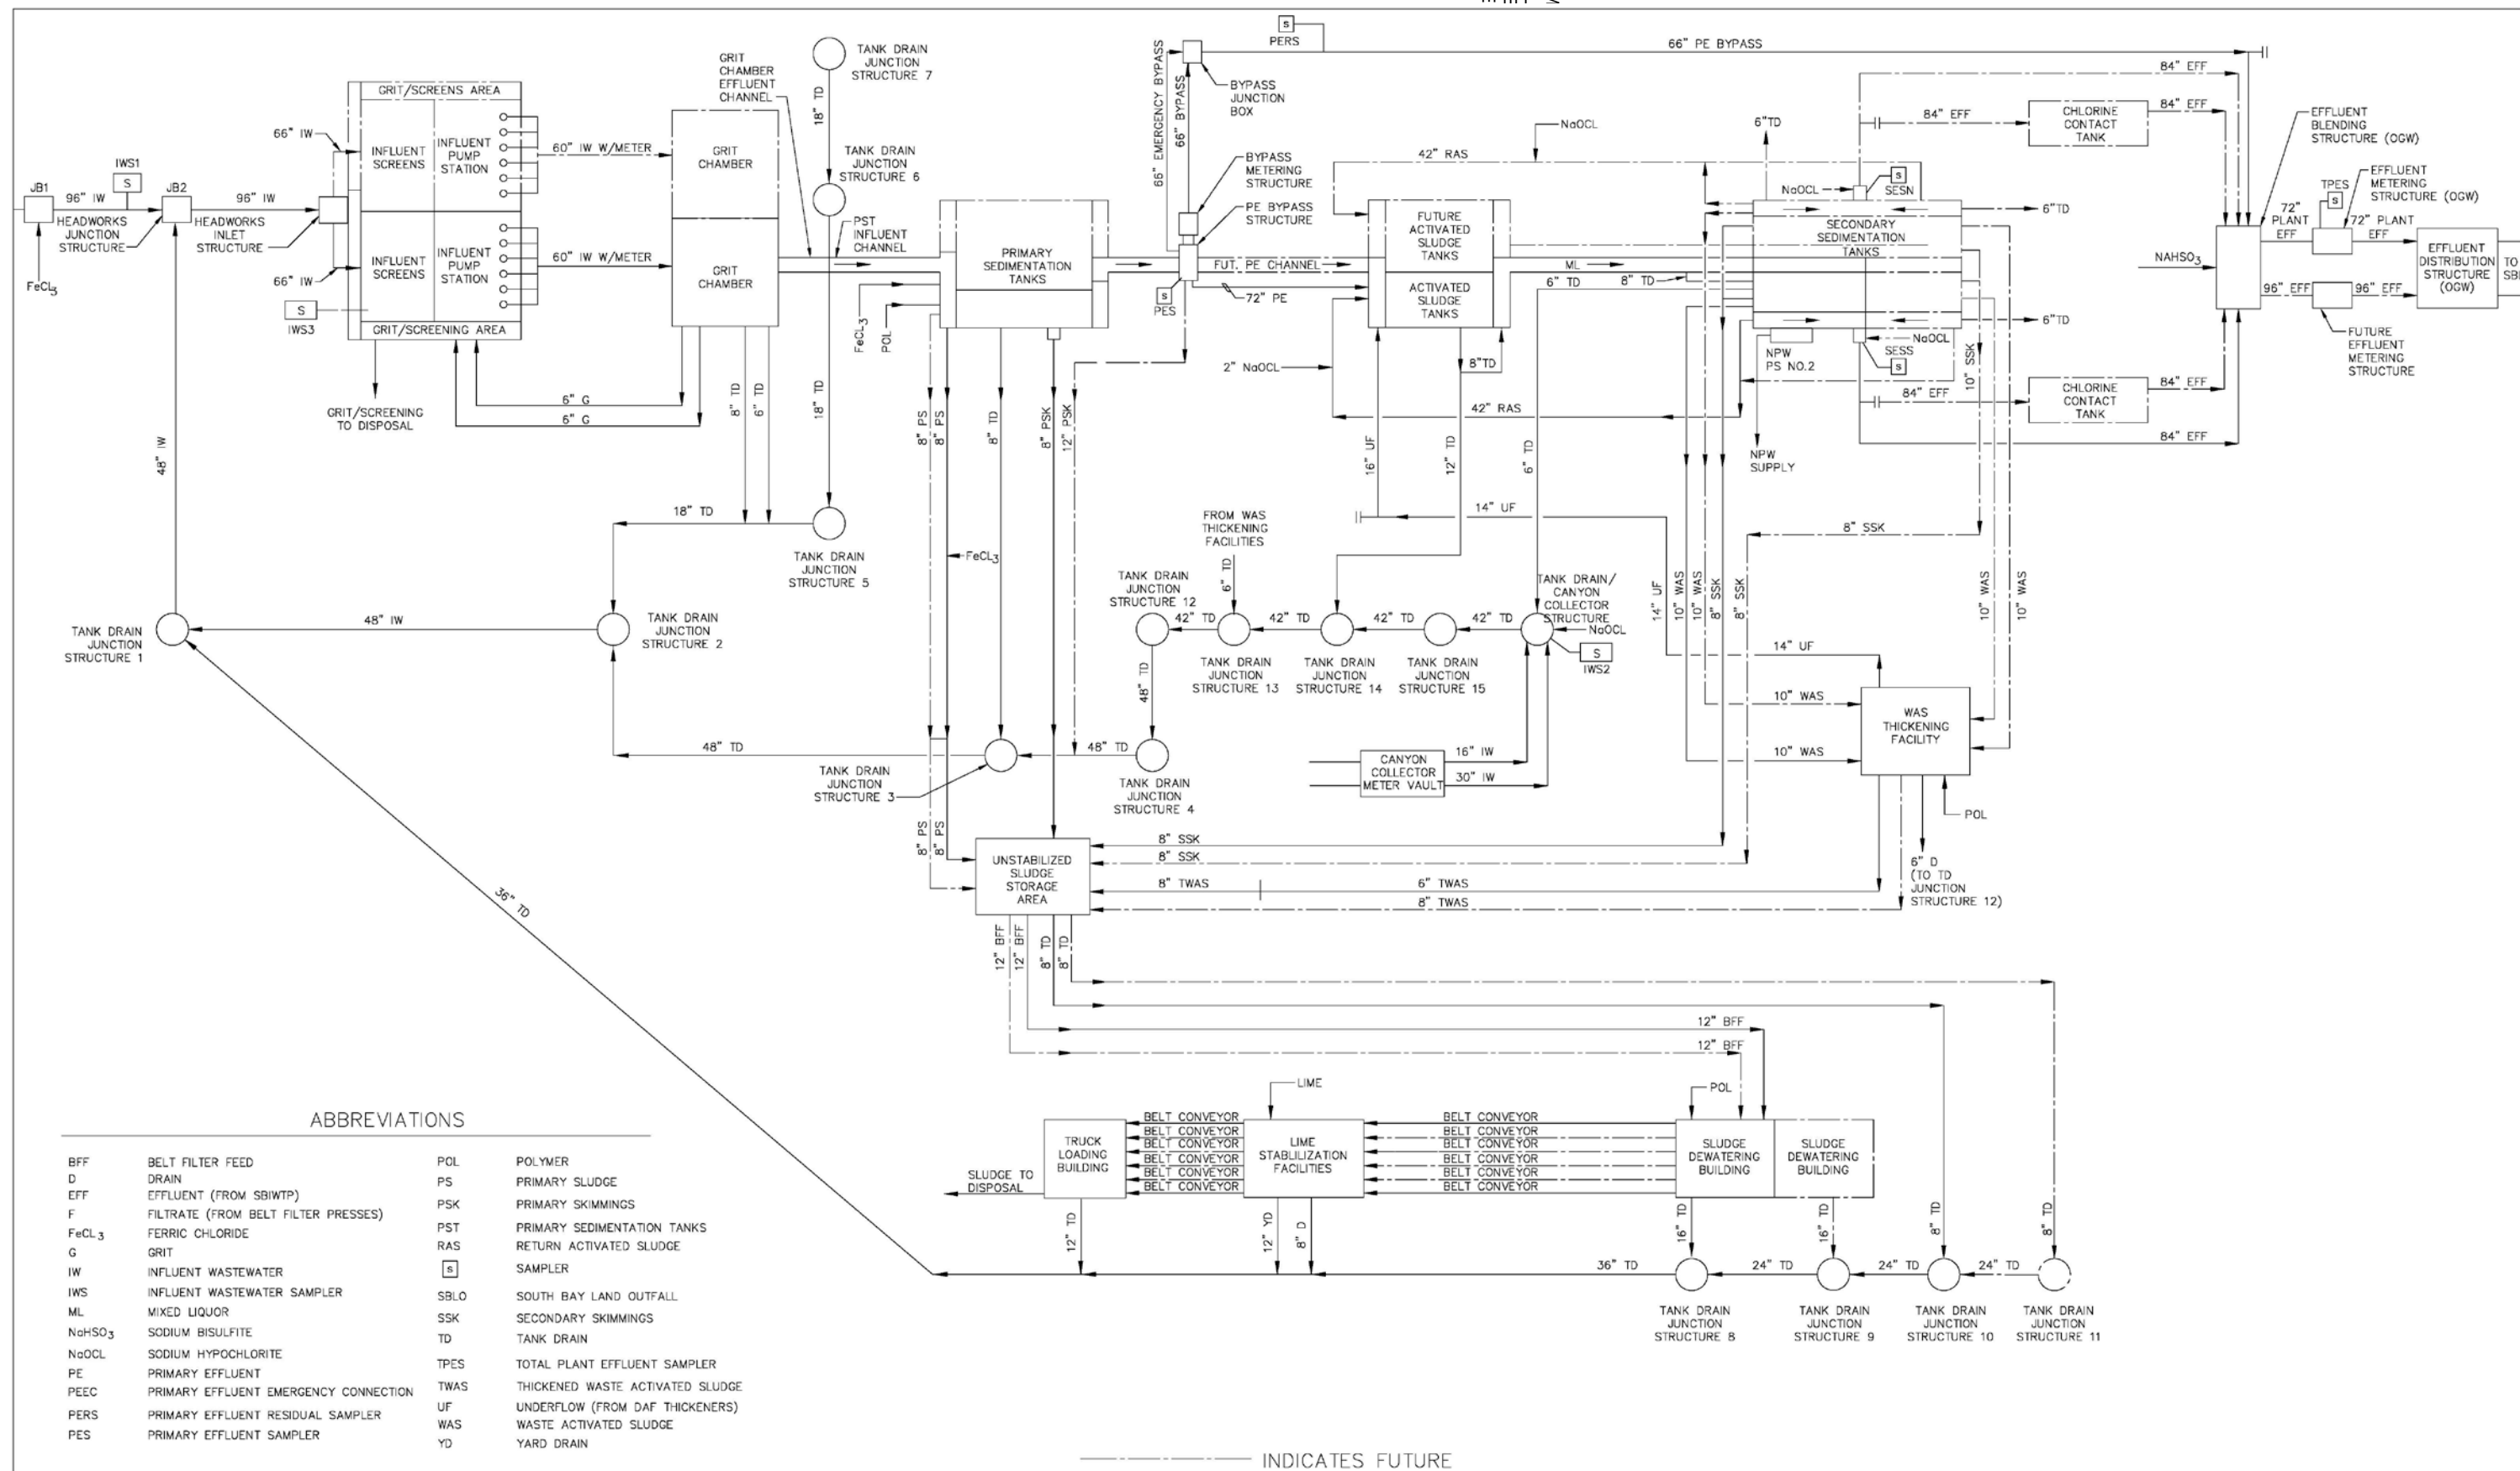 66" EMERGENCY BYPASS
66" BYPASS
S
PERS
66" PE BYPASS
BYPASS
JUNCTION
BOX
BYPASS
METERING
STRUCTURE
PE BYPASS
STRUCTURE
TANK DRAIN
JUNCTION
STRUCTURE 7
18" TD
TANK DRAIN
JUNCTION
STRUCTURE 6
GRIT
CHAMBER
EFFLUENT
CHANNEL
PST
INFLUENT
CHANNEL
GRIT/SCREENS AREA
66" IW
INFLUENT
SCREENS
INFLUENT
PUMP
STATION
60" IW W/METER
GRIT
CHAMBER
IWS1
S
JB1
96" IW
JB2
96" IW
HEADWORKS
JUNCTION
STRUCTURE
HEADWORKS
INLET
STRUCTURE
FeCL3
66" IW
S
IWS3
INFLUENT
SCREENS
INFLUENT
PUMP
STATION
60" IW W/METER
GRIT
CHAMBER
GRIT/SCREENING AREA
GRIT/SCREENING
TO DISPOSAL
6" G
6" G
8" TD
6" TD
18" TD
48" IW
PRIMARY
SEDIMENTATION
TANKS
FeCL3
POL
S
PES
FUT. PE CHANNEL
72" PE
NaOCL
42" RAS
FUTURE
ACTIVATED
SLUDGE
TANKS
ACTIVATED
SLUDGE
TANKS
ML
6" TD
8" TD
2" NaOCL
8"TD
42" RAS
6"TD
NaOCL
S
SESN
SECONDARY
SEDIMENTATION
TANKS
6"TD
6"TD
NaOCL
SESS
S
NPW
PS NO.2
NPW
SUPPLY
10" SSK
84" EFF
84" EFF
CHLORINE
CONTACT
TANK
84" EFF
84" EFF
CHLORINE
CONTACT
TANK
84" EFF
84" EFF
EFFLUENT
BLENDING
STRUCTURE (OGW)
TPES
S
EFFLUENT
METERING
STRUCTURE (OGW)
72"
PLANT
EFF
72" PLANT
EFF
NAHSO3
96" EFF
96" EFF
EFFLUENT
DISTRIBUTION
STRUCTURE
(OGW)
TO
FUTURE
EFFLUENT
METERING
STRUCTURE
8" PS
8" PS
8" TD
8" PSK
12" PSK
16" UF
12" TD
6" TD
18" TD
TANK DRAIN
JUNCTION
STRUCTURE 5
FeCL3
FROM WAS
THICKENING
FACILITIES
6" TD
14" UF
8" SSK
TANK DRAIN
JUNCTION
STRUCTURE 12
TANK DRAIN/
CANYON
COLLECTOR
STRUCTURE
NaOCL
S
IWS2
42" TD
42" TD
42" TD
42" TD
TANK DRAIN
JUNCTION
STRUCTURE 13
TANK DRAIN
JUNCTION
STRUCTURE 14
TANK DRAIN
JUNCTION
STRUCTURE 15
14" UF
10" WAS
10" WAS
8" SSK
8" SSK
10" WAS
10" WAS
TANK DRAIN
JUNCTION
STRUCTURE 1
48" IW
TANK DRAIN
JUNCTION
STRUCTURE 2
48" TD
14" UF
10" WAS
10" WAS
WAS
THICKENING
FACILITY
POL
48" TD
TANK DRAIN
JUNCTION
STRUCTURE 3
48" TD
TANK DRAIN
JUNCTION
STRUCTURE 4
CANYON
COLLECTOR
METER VAULT
16" IW
30" IW
8" PS
8" PS
UNSTABILIZED
SLUDGE
STORAGE
AREA
8" SSK
8" SSK
8" TWAS
6" TWAS
8" TWAS
6" D
(TO TD
JUNCTION
STRUCTURE 12)
36" TD
12" BFF
12" BFF
8" TD
8" TD
12" BFF
12" BFF
LIME
POL
TRUCK
LOADING
BUILDING
BELT CONVEYOR
BELT CONVEYOR
BELT CONVEYOR
BELT CONVEYOR
BELT CONVEYOR
BELT CONVEYOR
LIME
STABLILIZATION
FACILITIES
BELT CONVEYOR
BELT CONVEYOR
BELT CONVEYOR
BELT CONVEYOR
BELT CONVEYOR
BELT CONVEYOR
SLUDGE
DEWATERING
BUILDING
SLUDGE
DEWATERING
BUILDING
SLUDGE TO
DISPOSAL
12" TD
12" YD
8" D
16" TD
16" TD
8" TD
8" TD
36" TD
24" TD
24" TD
24" TD
TANK DRAIN
JUNCTION
STRUCTURE 8
TANK DRAIN
JUNCTION
STRUCTURE 9
TANK DRAIN
JUNCTION
STRUCTURE 10
TANK DRAIN
JUNCTION
STRUCTURE 11
ABBREVIATIONS
BFF BELT FILTER FEED
D DRAIN
EFF EFFLUENT (FROM SBIWTP)
F FILTRATE (FROM BELT FILTER PRESSES)
FeCL3 FERRIC CHLORIDE
G GRIT
IW INFLUENT WASTEWATER
IWS INFLUENT WASTEWATER SAMPLER
ML MIXED LIQUOR
NaHSO3 SODIUM BISULFITE
NaOCL SODIUM HYPOCHLORITE
PE PRIMARY EFFLUENT
PEEC PRIMARY EFFLUENT EMERGENCY CONNECTION
PERS PRIMARY EFFLUENT RESIDUAL SAMPLER
PES PRIMARY EFFLUENT SAMPLER
POL POLYMER
PS PRIMARY SLUDGE
PSK PRIMARY SKIMMINGS
PST PRIMARY SEDIMENTATION TANKS
RAS RETURN ACTIVATED SLUDGE
S SAMPLER
SBLO SOUTH BAY LAND OUTFALL
SSK SECONDARY SKIMMINGS
TD TANK DRAIN
TPES TOTAL PLANT EFFLUENT SAMPLER
TWAS THICKENED WASTE ACTIVATED SLUDGE
UF UNDERFLOW (FROM DAF THICKENERS)
WAS WASTE ACTIVATED SLUDGE
YD YARD DRAIN
INDICATES FUTURE